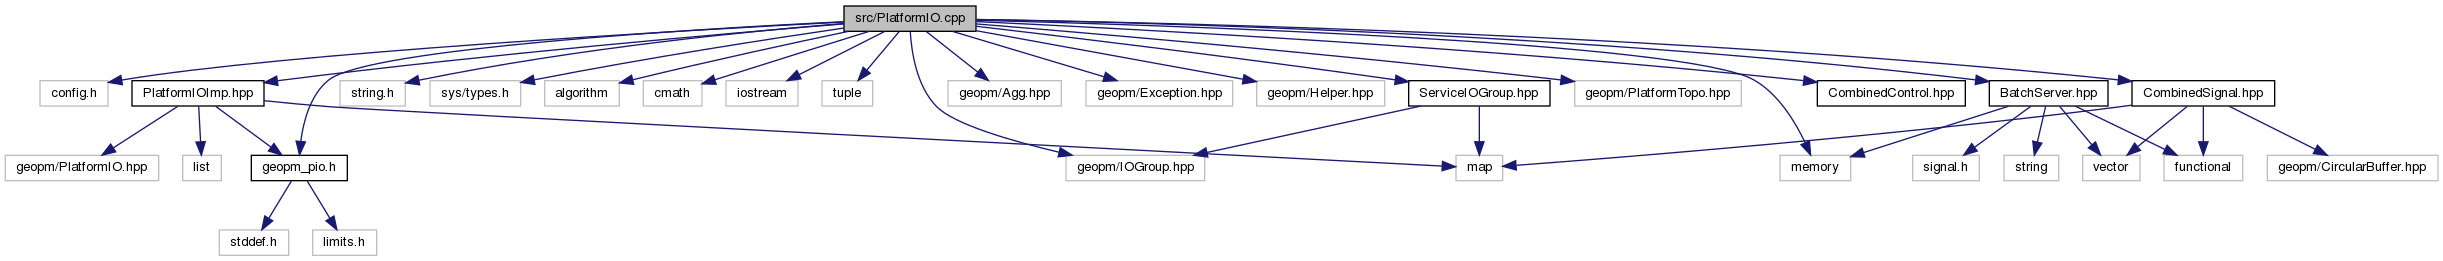 src/PlatformIO.cpp
config.h
PlatformIOImp.hpp
string.h
sys/types.h
algorithm
cmath
iostream
tuple
geopm/Agg.hpp
geopm/Exception.hpp
geopm/Helper.hpp
ServiceIOGroup.hpp
geopm/PlatformTopo.hpp
CombinedControl.hpp
BatchServer.hpp
CombinedSignal.hpp
geopm/PlatformIO.hpp
list
geopm_pio.h
geopm/IOGroup.hpp
map
memory
signal.h
string
vector
functional
geopm/CircularBuffer.hpp
stddef.h
limits.h